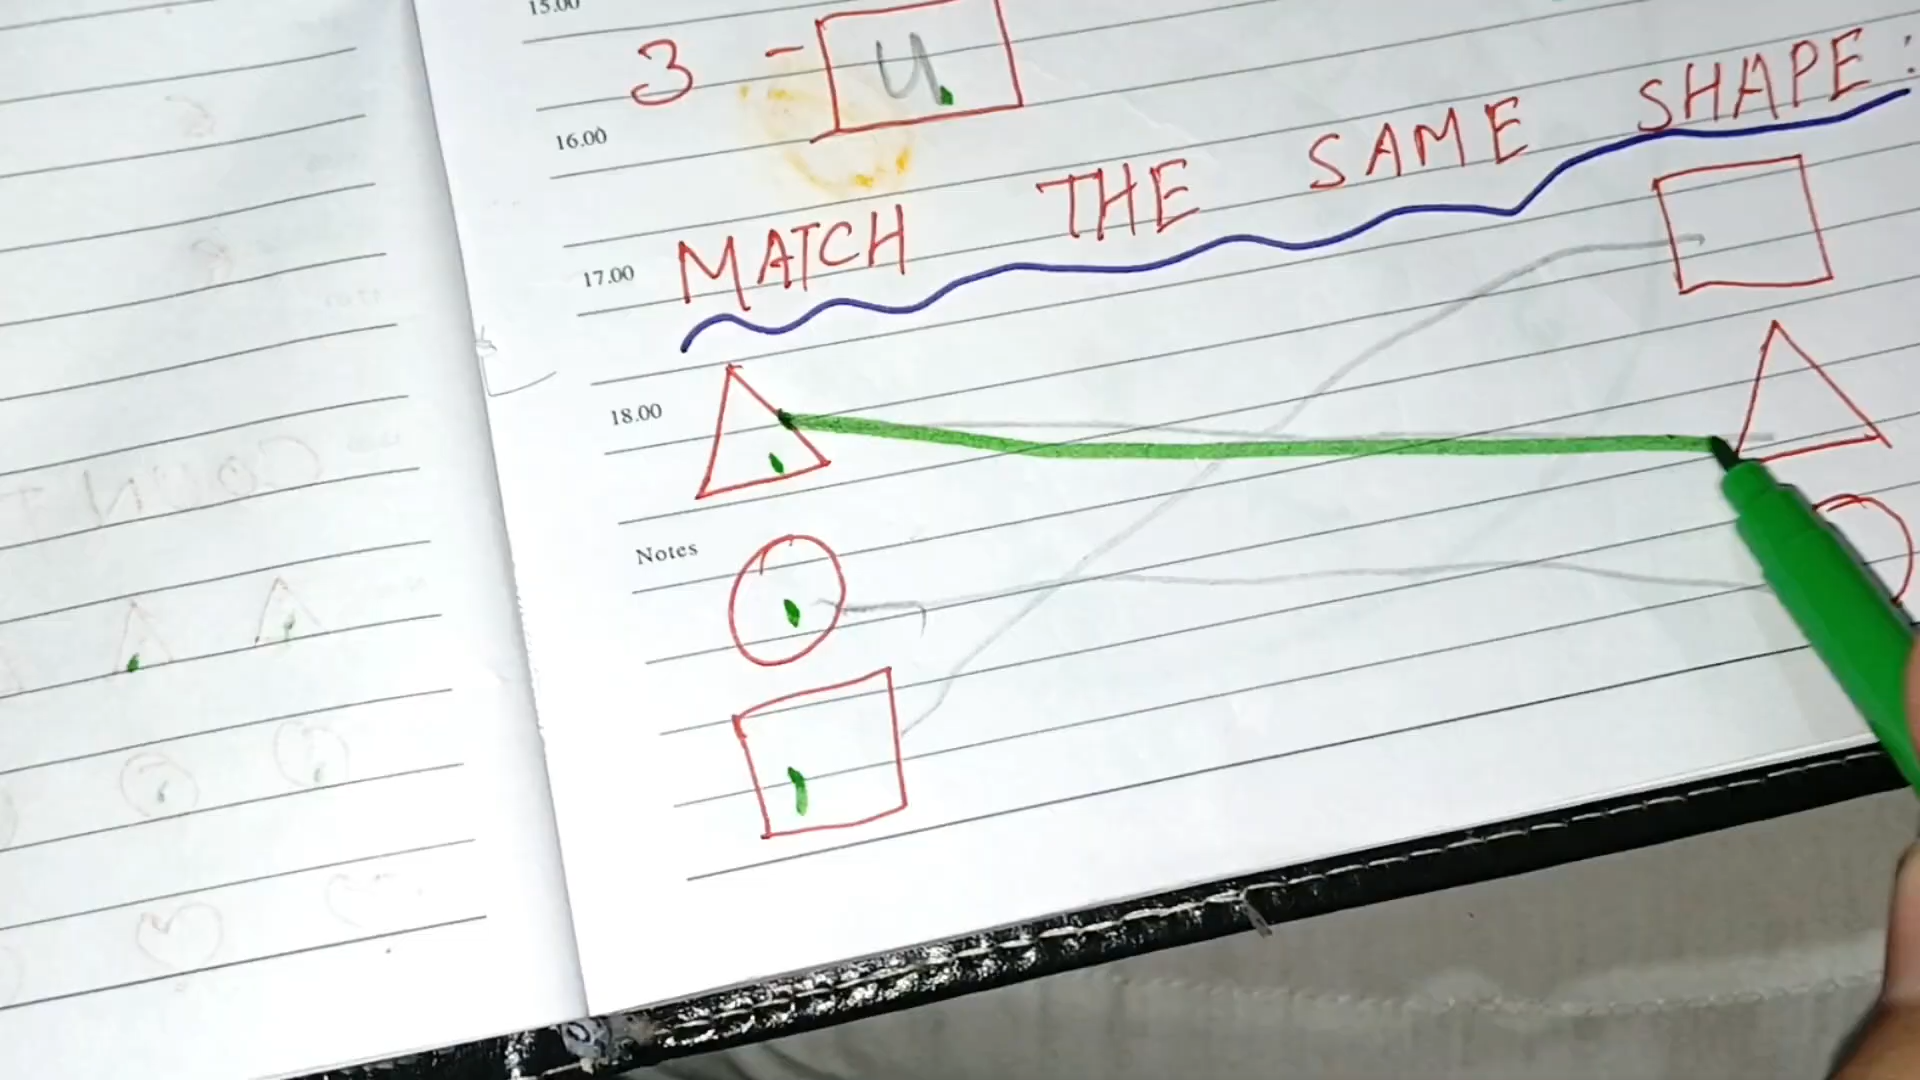 15.00
3 - 4
16.00
MATCH THE SAME SHAPE:
17.00
18.00
Notes